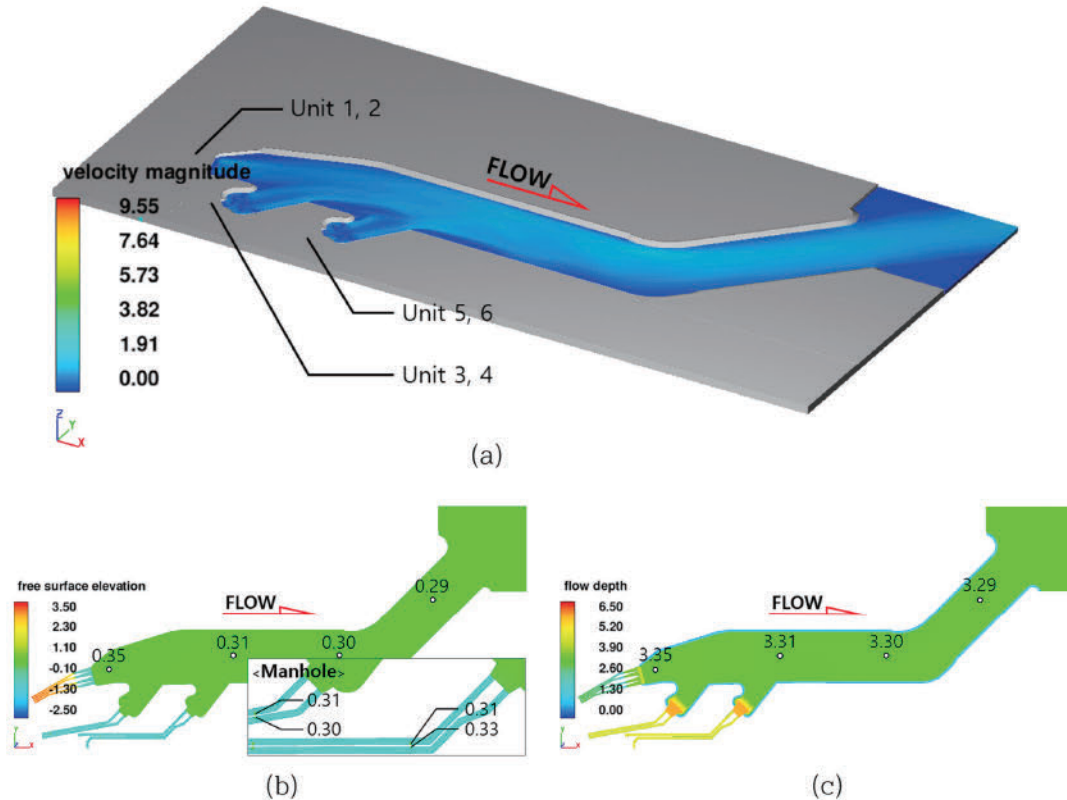 Unit 1, 2
velocity magnitude
9.55
7.64
5.73
3.82
1.91
0.00
FLOW
Unit 5, 6
Unit 3, 4
Z
Y
X
(a)
free surface elevation
3.50
2.30
1.10
-0.10
-1.30
-2.50
FLOW
0.35
0.31
0.30
0.29
<Manhole>
0.31
0.30
0.31
0.33
Y
X
(b)
flow depth
6.50
5.20
3.90
2.60
1.30
0.00
FLOW
3.35
3.31
3.30
3.29
Y
X
(c)